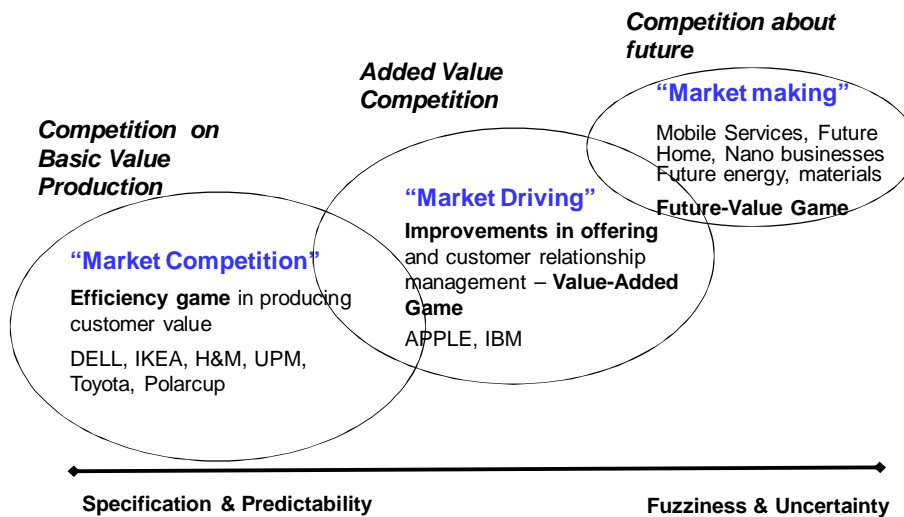 Competition on
Basic Value
Production
“Market Competition”
Efficiency game in producing
customer value
DELL, IKEA, H&M, UPM,
Toyota, Polarcup
Added Value
Competition
“Market Driving”
Improvements in offering
and customer relationship
management – Value-Added
Game
APPLE, IBM
Competition about
future
“Market making”
Mobile Services, Future
Home, Nano businesses
Future energy, materials
Future-Value Game
Specification & Predictability
Fuzziness & Uncertainty